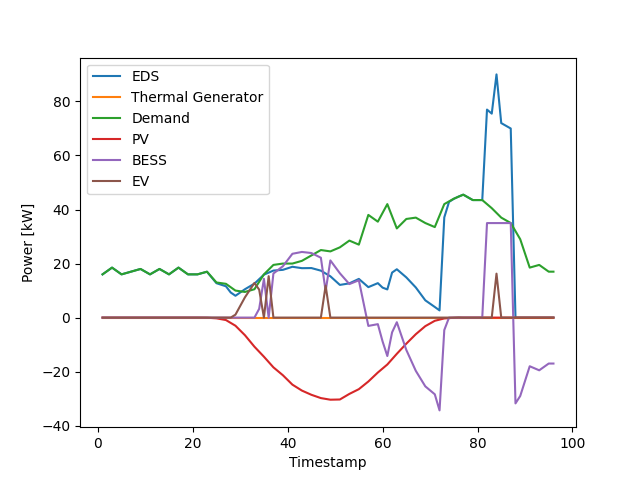 EDS
Thermal Generator
Demand
PV
BESS
EV
Power [kW]
80
60
40
20
0
−20
−40
0 20 40 60 80 100
Timestamp